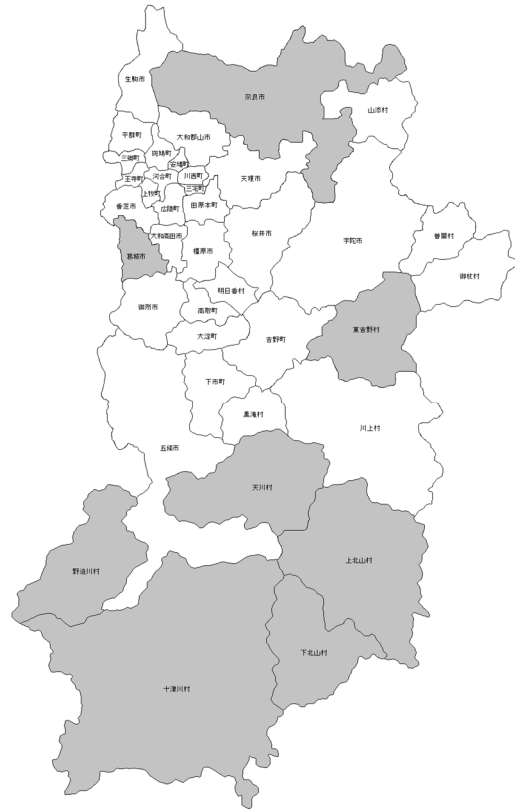 生駒市
奈良市
山添村
平群町
大和郡山市
斑鳩町
三郷町
安堵町
王寺町
河合町
川西町
天理市
三宅町
上牧町
香芝市
広陵町
田原本町
大和高田市
桜井市
宇陀市
曽爾村
葛城市
橿原市
御杖村
明日香村
御所市
高取町
東吉野村
大淀町
吉野町
下市町
黒滝村
川上村
五條市
天川村
野迫川村
上北山村
下北山村
十津川村